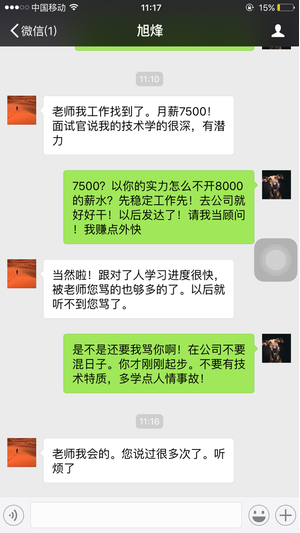 中国移动 11:17 15%
微信(1) 旭烽
11:10
老师我工作找到了。月薪7500！
面试官说我的技术学的很深，有潜
力
7500？以你的实力怎么不开8000
的薪水？先稳定工作先！去公司就
好好干！以后发达了！请我当顾问
！我赚点外快
当然啦！跟对了人学习进度很快，
被老师您骂的也够多的了。以后就
听不到您骂了。
是不是还要我骂你啊！在公司不要
混日子。你才刚刚起步。不要有技
术特质，多学点人情事故！
11:16
老师我会的。您说过很多次了。听
烦了